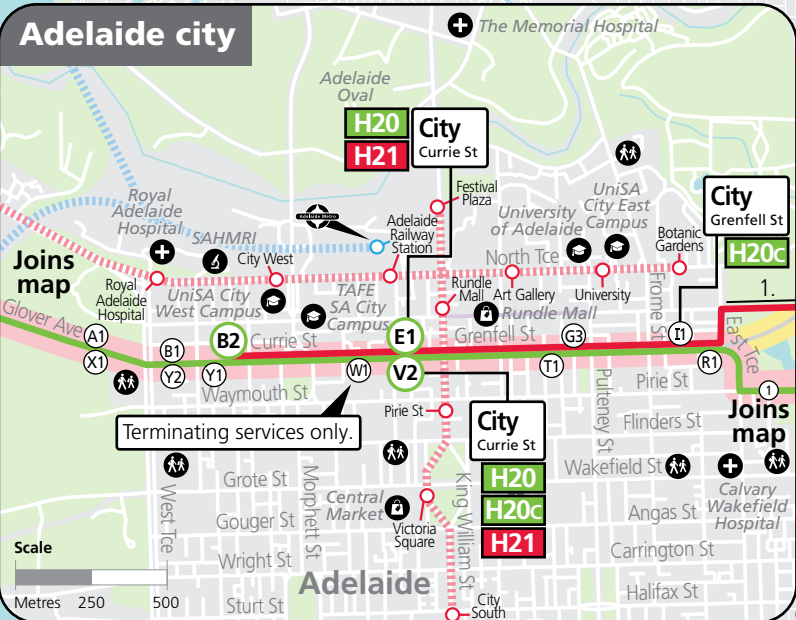 Adelaide city
The Memorial Hospital
Adelaide
Oval
H20
H21
City
Currie St
Festival
Plaza
Royal
Adelaide
Hospital
SAHMRI
Adelaide Metro
Adelaide
Railway
Station
University
of Adelaide
UniSA
City East
Campus
City
Grenfell St
H20C
Botanic
Gardens
Joins
map
City West
North Tce
Royal
Adelaide
Hospital
UniSA City
West Campus
TAFE
SA City
Campus
Rundle
Mall
Art Gallery
University
Frome St
Rundle Mall
1.
Glover Ave
A1
X1
B1
Y2
B2
Y1
Currie St
W1
E1
V2
Grenfell St
G3
T1
I1
R1
East Tce
1
Joins
map
Waymouth St
Pirie St
Pulteney St
Terminating services only.
Pirie St
City
Currie St
H20
H20C
H21
Flinders St
Wakefield St
Calvary
Wakefield
Hospital
West Tce
Grote St
Morphett St
Central
Market
Victoria
Square
King William St
Gouger St
Angas St
Wright St
Carrington St
Adelaide
Halifax St
Sturt St
City
South
Scale
Metres 250 500